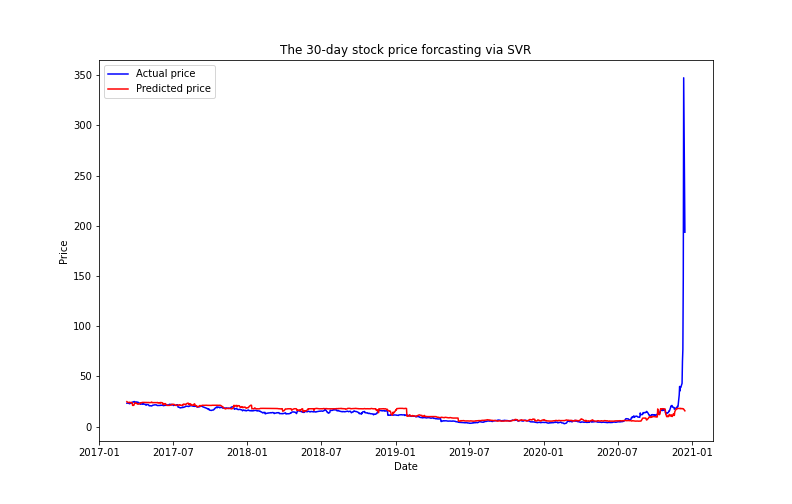 The 30-day stock price forcasting via SVR
Actual price
Predicted price
350
300
250
200
150
100
50
0
Price
2017-01 2017-07 2018-01 2018-07 2019-01 2019-07 2020-01 2020-07 2021-01
Date